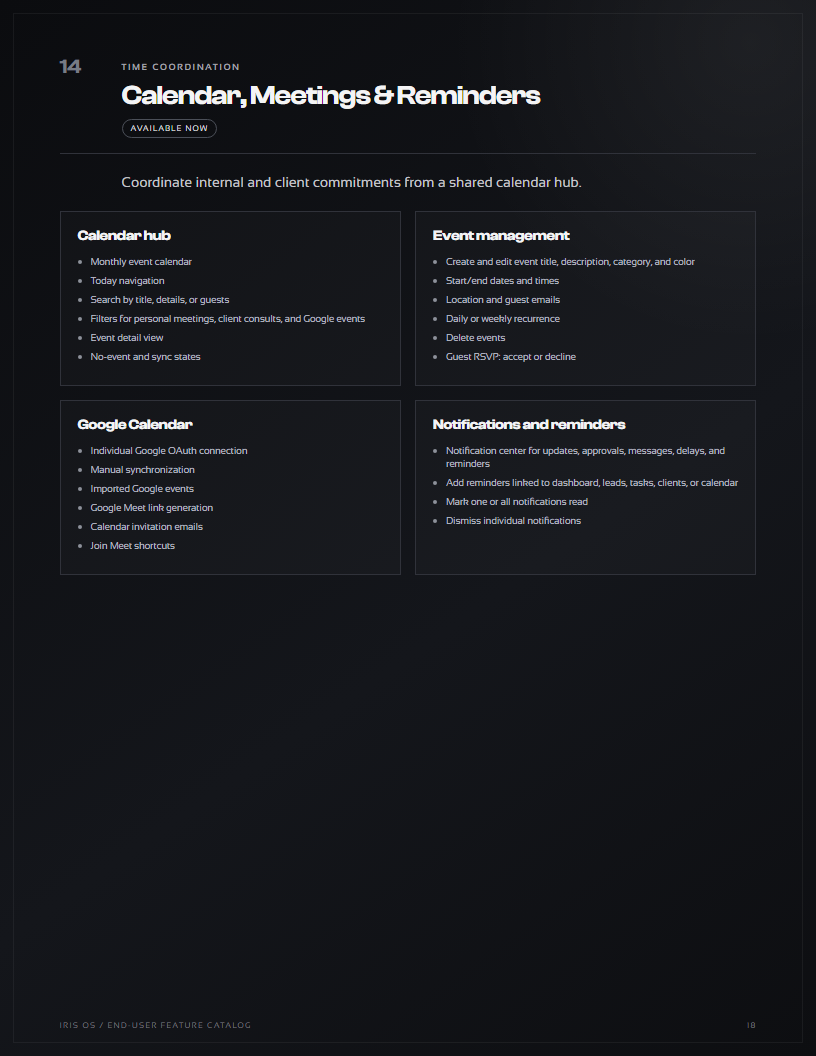 14
TIME COORDINATION
Calendar, Meetings & Reminders
AVAILABLE NOW
Coordinate internal and client commitments from a shared calendar hub.
Calendar hub
• Monthly event calendar
• Today navigation
• Search by title, details, or guests
• Filters for personal meetings, client consults, and Google events
• Event detail view
• No-event and sync states
Event management
• Create and edit event title, description, category, and color
• Start/end dates and times
• Location and guest emails
• Daily or weekly recurrence
• Delete events
• Guest RSVP: accept or decline
Google Calendar
• Individual Google OAuth connection
• Manual synchronization
• Imported Google events
• Google Meet link generation
• Calendar invitation emails
• Join Meet shortcuts
Notifications and reminders
• Notification center for updates, approvals, messages, delays, and
reminders
• Add reminders linked to dashboard, leads, tasks, clients, or calendar
• Mark one or all notifications read
• Dismiss individual notifications
IRIS OS / END-USER FEATURE CATALOG
18